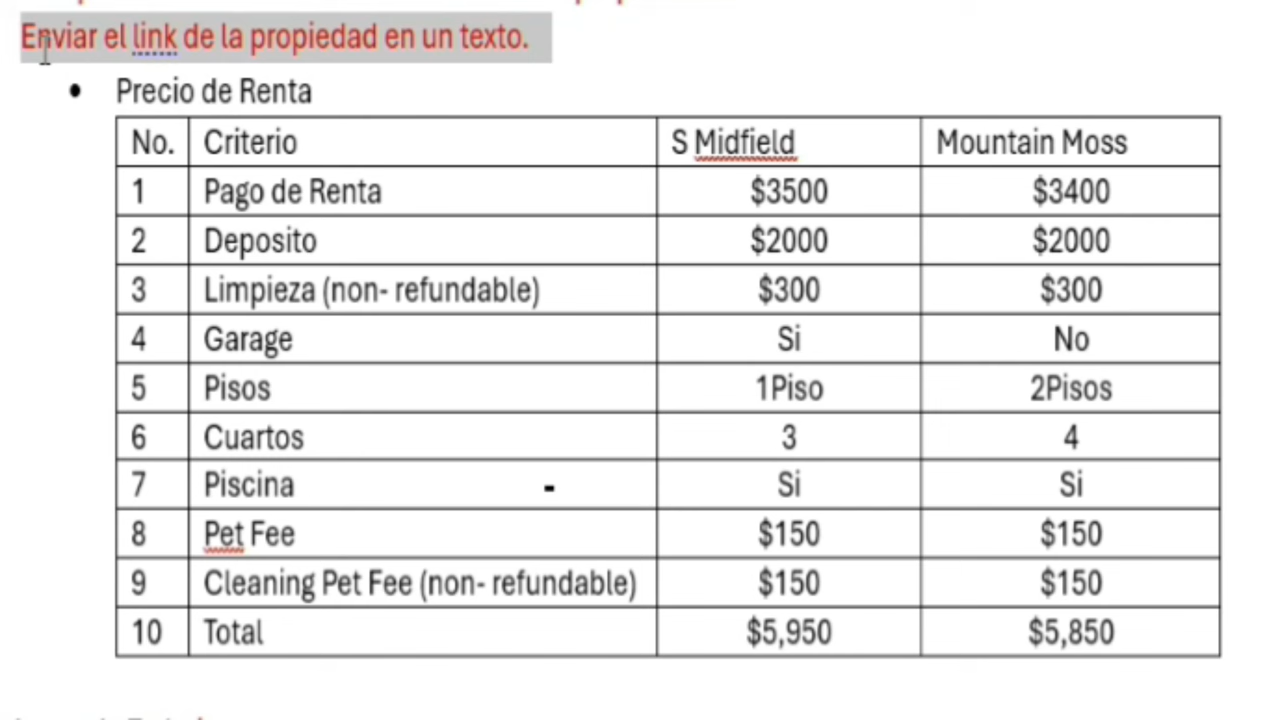 Enviar el link de la propiedad en un texto.
• Precio de Renta
No. Criterio S Midfield Mountain Moss
1 Pago de Renta $3500 $3400
2 Deposito $2000 $2000
3 Limpieza (non- refundable) $300 $300
4 Garage Si No
5 Pisos 1Piso 2Pisos
6 Cuartos 3 4
7 Piscina - Si Si
8 Pet Fee $150 $150
9 Cleaning Pet Fee (non- refundable) $150 $150
10 Total $5,950 $5,850